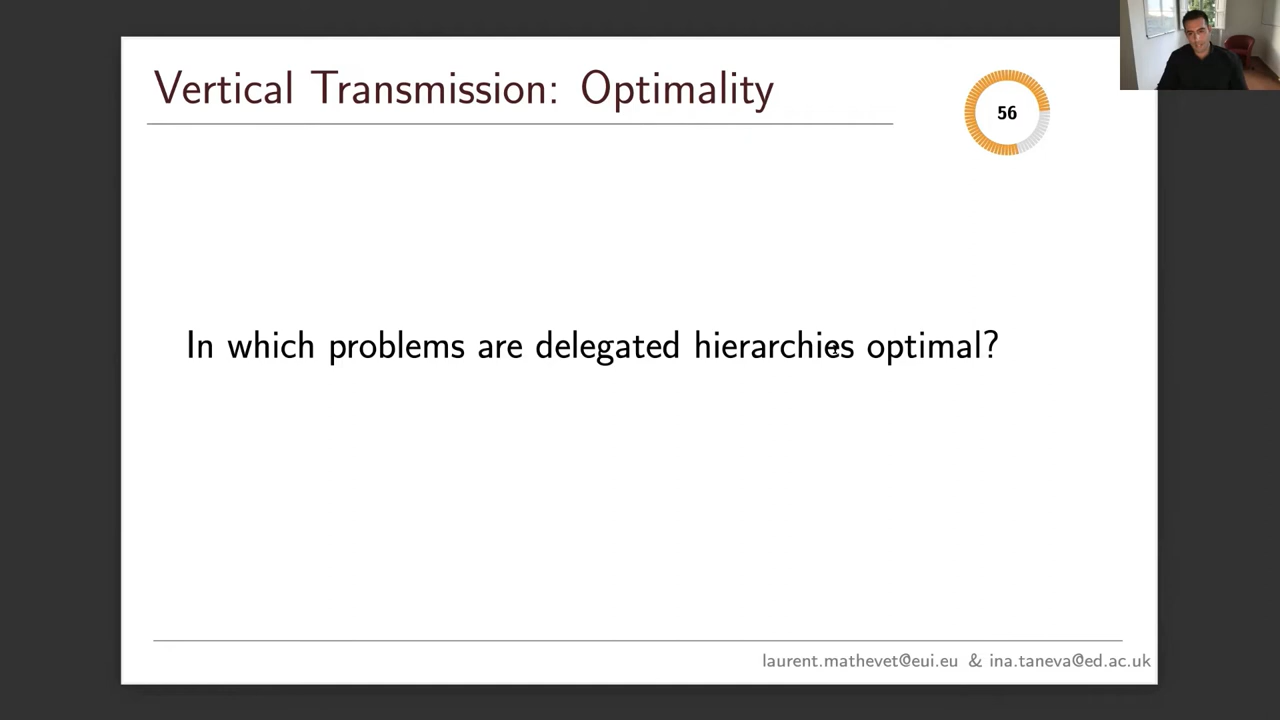 Vertical Transmission: Optimality
56
In which problems are delegated hierarchies optimal?
laurent.mathevet@eui.eu & ina.taneva@ed.ac.uk